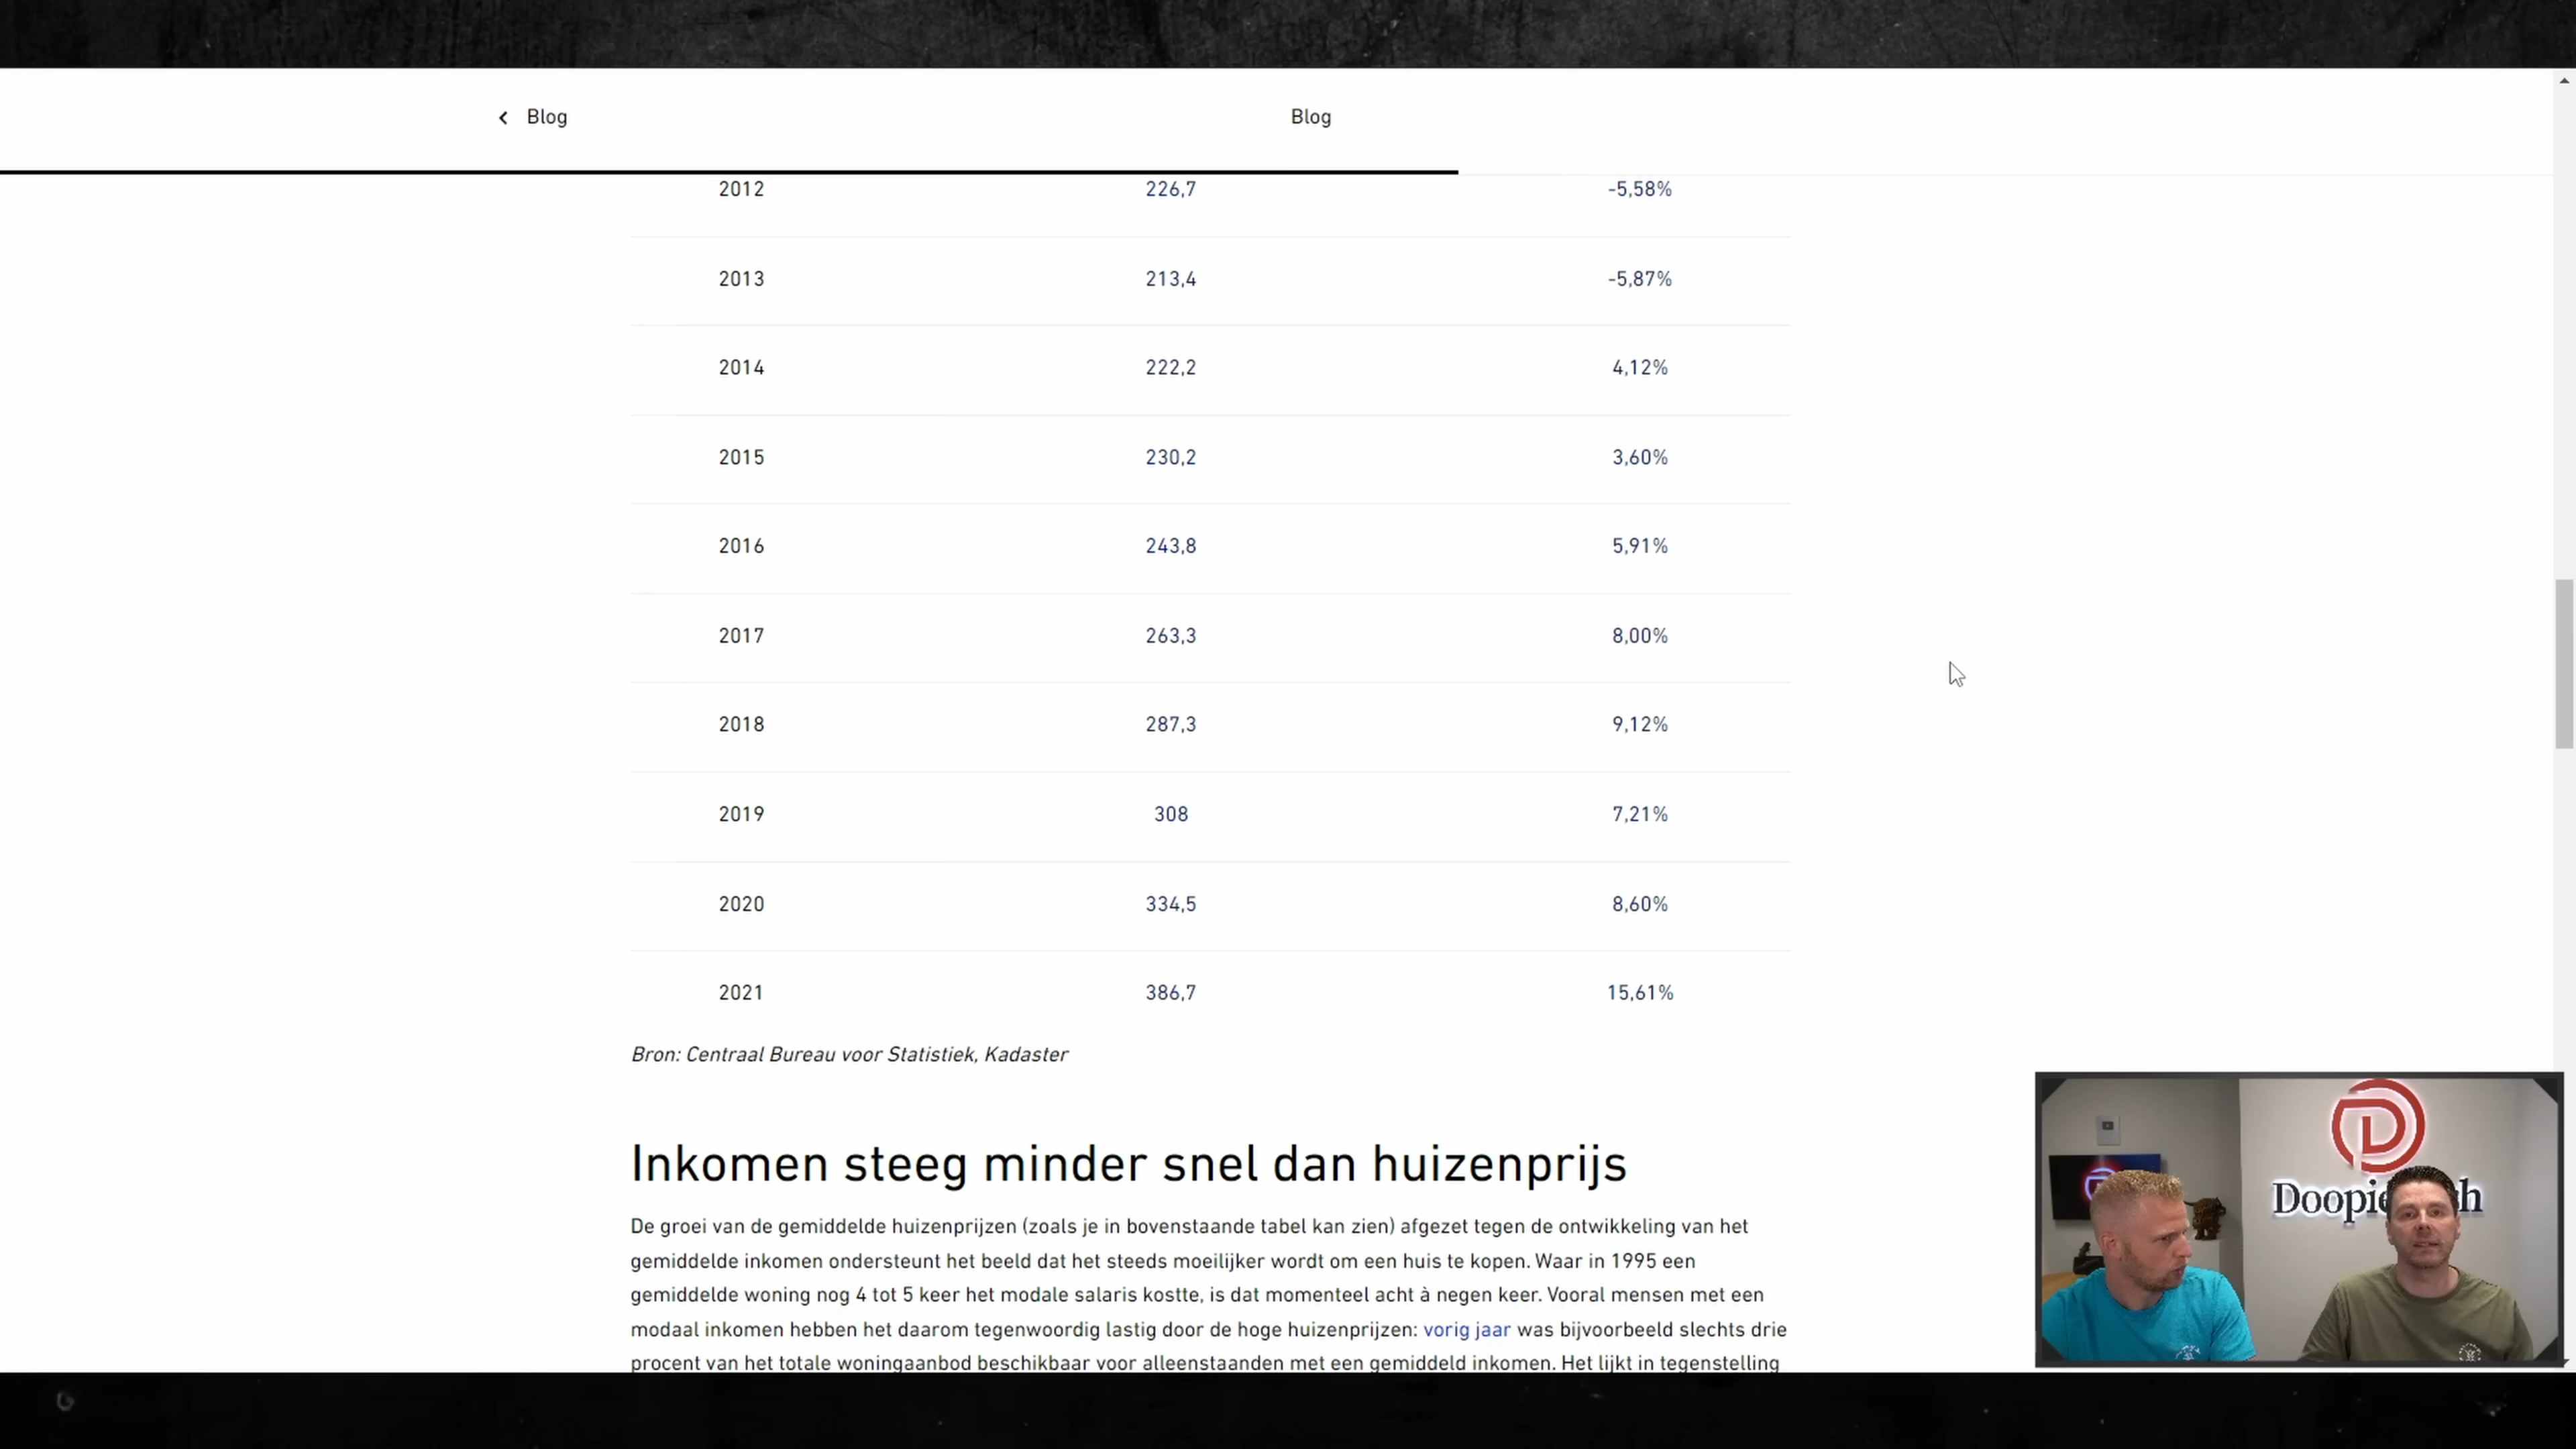 Blog
Blog
2012 226,7 -5,58%
2013 213,4 -5,87%
2014 222,2 4,12%
2015 230,2 3,60%
2016 243,8 5,91%
2017 263,3 8,00%
2018 287,3 9,12%
2019 308 7,21%
2020 334,5 8,60%
2021 386,7 15,61%
Bron: Centraal Bureau voor Statistiek, Kadaster
Inkomen steeg minder snel dan huizenprijs
De groei van de gemiddelde huizenprijzen (zoals je in bovenstaande tabel kan zien) afgezet tegen de ontwikkeling van het
gemiddelde inkomen ondersteunt het beeld dat het steeds moeilijker wordt om een huis te kopen. Waar in 1995 een
gemiddelde woning nog 4 tot 5 keer het modale salaris kostte, is dat momenteel acht à negen keer. Vooral mensen met een
modaal inkomen hebben het daarom tegenwoordig lastig door de hoge huizenprijzen: vorig jaar was bijvoorbeeld slechts drie
procent van het totale woningaanbod beschikbaar voor alleenstaanden met een gemiddeld inkomen. Het lijkt in tegenstelling